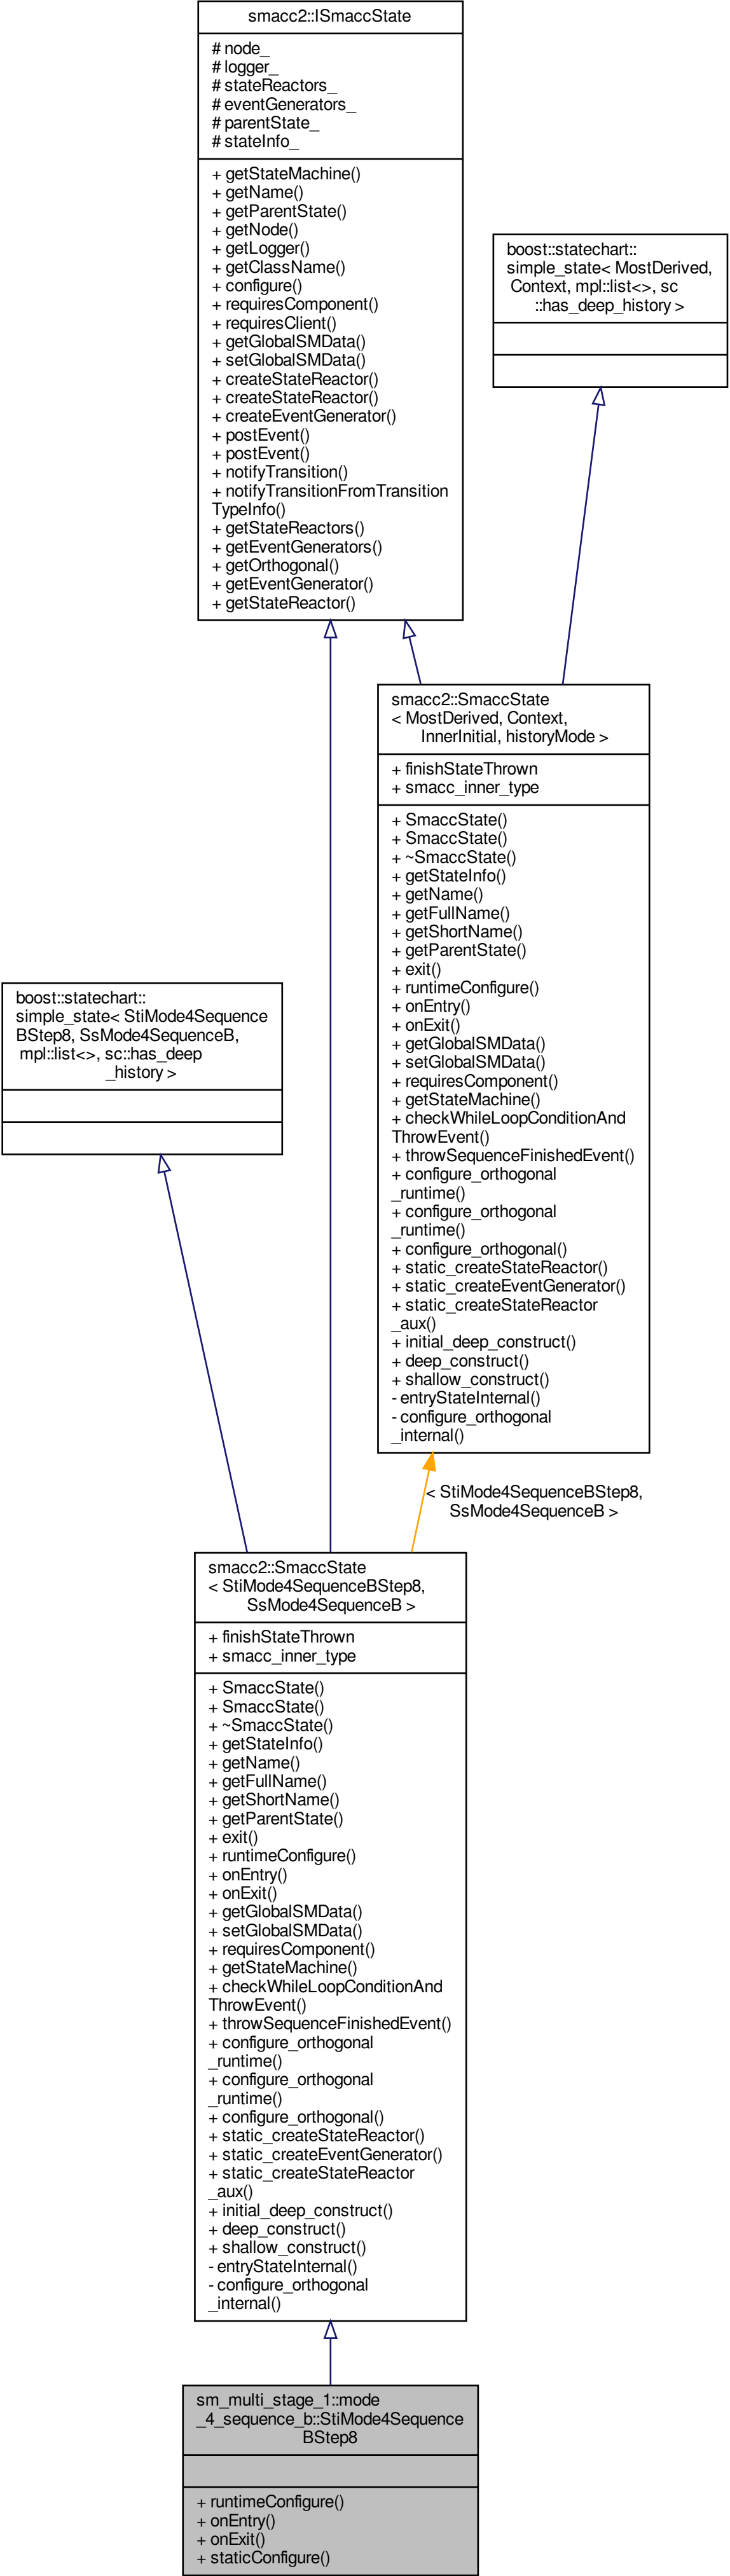 smacc2::ISmaccState
# node_
# logger_
# stateReactors_
# eventGenerators_
# parentState_
# stateInfo_
+ getStateMachine()
+ getName()
+ getParentState()
+ getNode()
+ getLogger()
+ getClassName()
+ configure()
+ requiresComponent()
+ requiresClient()
+ getGlobalSMData()
+ setGlobalSMData()
+ createStateReactor()
+ createStateReactor()
+ createEventGenerator()
+ postEvent()
+ postEvent()
+ notifyTransition()
+ notifyTransitionFromTransition
TypeInfo()
+ getStateReactors()
+ getEventGenerators()
+ getOrthogonal()
+ getEventGenerator()
+ getStateReactor()
boost::statechart::
simple_state< MostDerived,
Context, mpl::list<>, sc
::has_deep_history >
smacc2::SmaccState
< MostDerived, Context,
InnerInitial, historyMode >
+ finishStateThrown
+ smacc_inner_type
+ SmaccState()
+ SmaccState()
+ ~SmaccState()
+ getStateInfo()
+ getName()
+ getFullName()
+ getShortName()
+ getParentState()
+ exit()
+ runtimeConfigure()
+ onEntry()
+ onExit()
+ getGlobalSMData()
+ setGlobalSMData()
+ requiresComponent()
+ getStateMachine()
+ checkWhileLoopConditionAnd
ThrowEvent()
+ throwSequenceFinishedEvent()
+ configure_orthogonal
_runtime()
+ configure_orthogonal
_runtime()
+ configure_orthogonal()
+ static_createStateReactor()
+ static_createEventGenerator()
+ static_createStateReactor
_aux()
+ initial_deep_construct()
+ deep_construct()
+ shallow_construct()
- entryStateInternal()
- configure_orthogonal
_internal()
boost::statechart::
simple_state< StiMode4Sequence
BStep8, SsMode4SequenceB,
mpl::list<>, sc::has_deep
_history >
< StiMode4SequenceBStep8,
SsMode4SequenceB >
smacc2::SmaccState
< StiMode4SequenceBStep8,
SsMode4SequenceB >
+ finishStateThrown
+ smacc_inner_type
+ SmaccState()
+ SmaccState()
+ ~SmaccState()
+ getStateInfo()
+ getName()
+ getFullName()
+ getShortName()
+ getParentState()
+ exit()
+ runtimeConfigure()
+ onEntry()
+ onExit()
+ getGlobalSMData()
+ setGlobalSMData()
+ requiresComponent()
+ getStateMachine()
+ checkWhileLoopConditionAnd
ThrowEvent()
+ throwSequenceFinishedEvent()
+ configure_orthogonal
_runtime()
+ configure_orthogonal
_runtime()
+ configure_orthogonal()
+ static_createStateReactor()
+ static_createEventGenerator()
+ static_createStateReactor
_aux()
+ initial_deep_construct()
+ deep_construct()
+ shallow_construct()
- entryStateInternal()
- configure_orthogonal
_internal()
sm_multi_stage_1::mode
_4_sequence_b::StiMode4Sequence
BStep8
+ runtimeConfigure()
+ onEntry()
+ onExit()
+ staticConfigure()